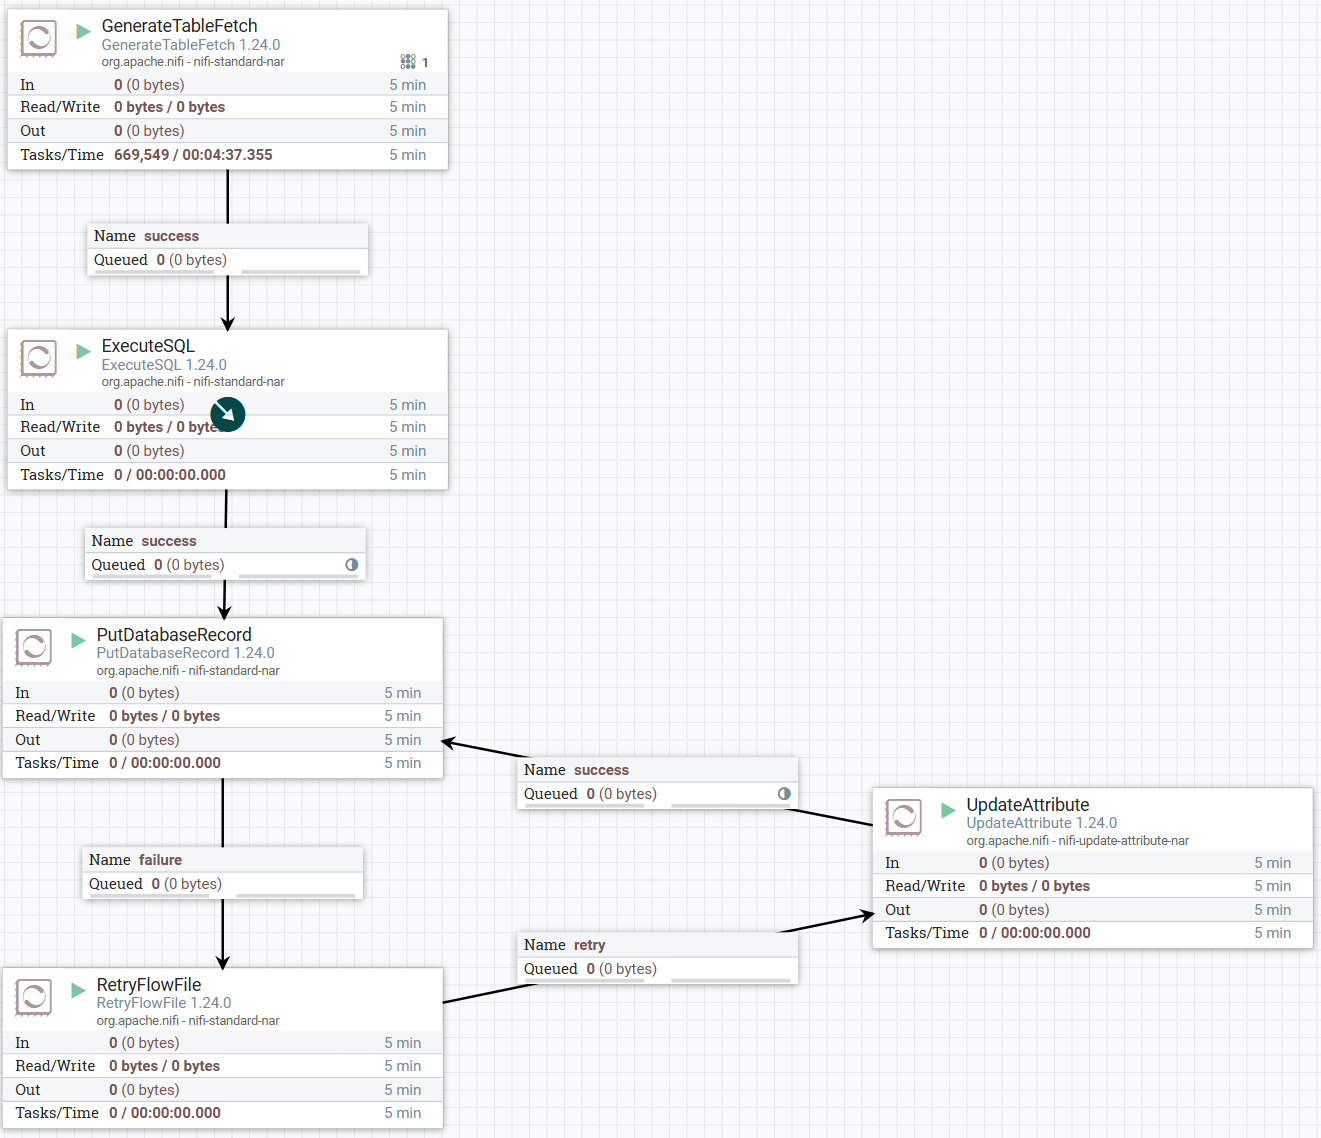 GenerateTableFetch
GenerateTableFetch 1.24.0
org.apache.nifi - nifi-standard-nar
1
In 0 (0 bytes) 5 min
Read/Write 0 bytes / 0 bytes 5 min
Out 0 (0 bytes) 5 min
Tasks/Time 669,549 / 00:04:37.355 5 min
Name success
Queued 0 (0 bytes)
ExecuteSQL
ExecuteSQL 1.24.0
org.apache.nifi - nifi-standard-nar
In 0 (0 bytes) 5 min
Read/Write 0 bytes / 0 bytes 5 min
Out 0 (0 bytes) 5 min
Tasks/Time 0 / 00:00:00.000 5 min
Name success
Queued 0 (0 bytes)
PutDatabaseRecord
PutDatabaseRecord 1.24.0
org.apache.nifi - nifi-standard-nar
In 0 (0 bytes) 5 min
Read/Write 0 bytes / 0 bytes 5 min
Out 0 (0 bytes) 5 min
Tasks/Time 0 / 00:00:00.000 5 min
Name success
Queued 0 (0 bytes)
UpdateAttribute
UpdateAttribute 1.24.0
org.apache.nifi - nifi-update-attribute-nar
In 0 (0 bytes) 5 min
Read/Write 0 bytes / 0 bytes 5 min
Out 0 (0 bytes) 5 min
Tasks/Time 0 / 00:00:00.000 5 min
Name failure
Queued 0 (0 bytes)
Name retry
Queued 0 (0 bytes)
RetryFlowFile
RetryFlowFile 1.24.0
org.apache.nifi - nifi-standard-nar
In 0 (0 bytes) 5 min
Read/Write 0 bytes / 0 bytes 5 min
Out 0 (0 bytes) 5 min
Tasks/Time 0 / 00:00:00.000 5 min